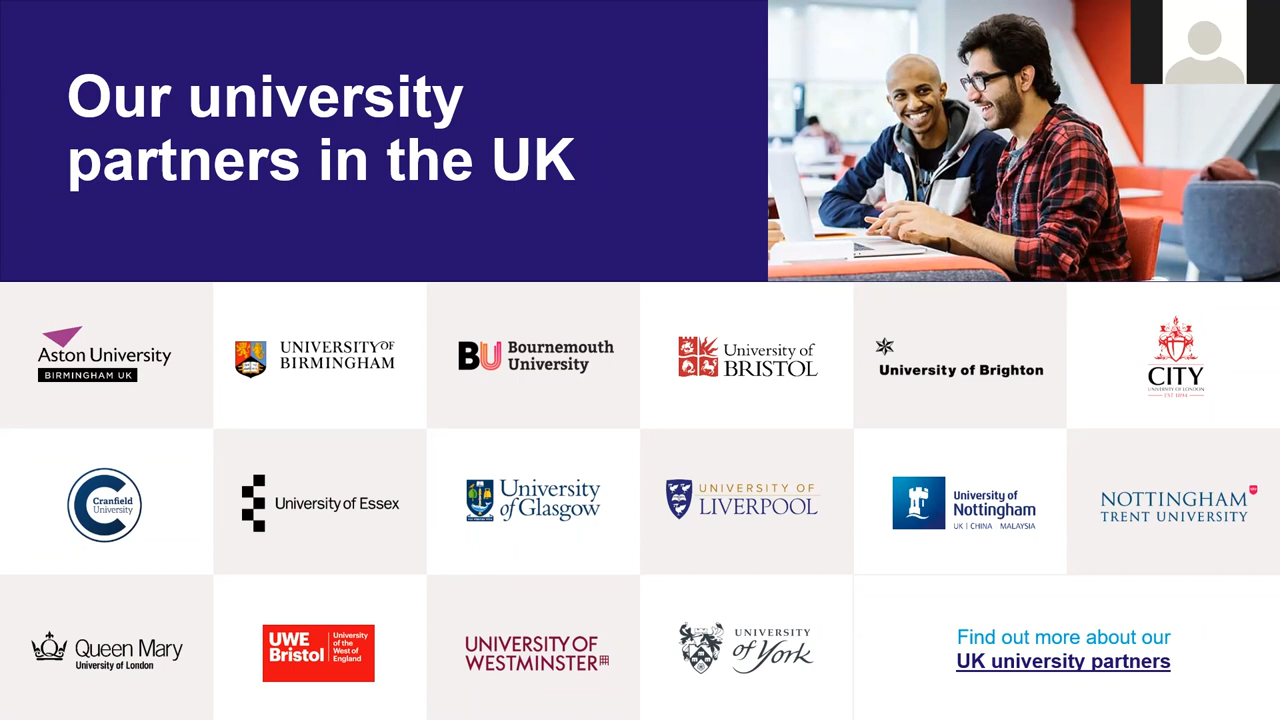 Our university
partners in the UK
Aston University
BIRMINGHAM UK
UNIVERSITY OF
BIRMINGHAM
BU
Bournemouth
University
University of
BRISTOL
University of Brighton
CITY
UNIVERSITY OF LONDON
EST 1894
Cranfield
University
University of Essex
University
of Glasgow
UNIVERSITY OF
LIVERPOOL
University of
Nottingham
UK | CHINA MALAYSIA
NOTTINGHAM
TRENT UNIVERSITY
Queen Mary
University of London
UWE
Bristol
University
of the
West of
England
UNIVERSITY OF
WESTMINSTER
UNIVERSITY
of York
Find out more about our
UK university partners